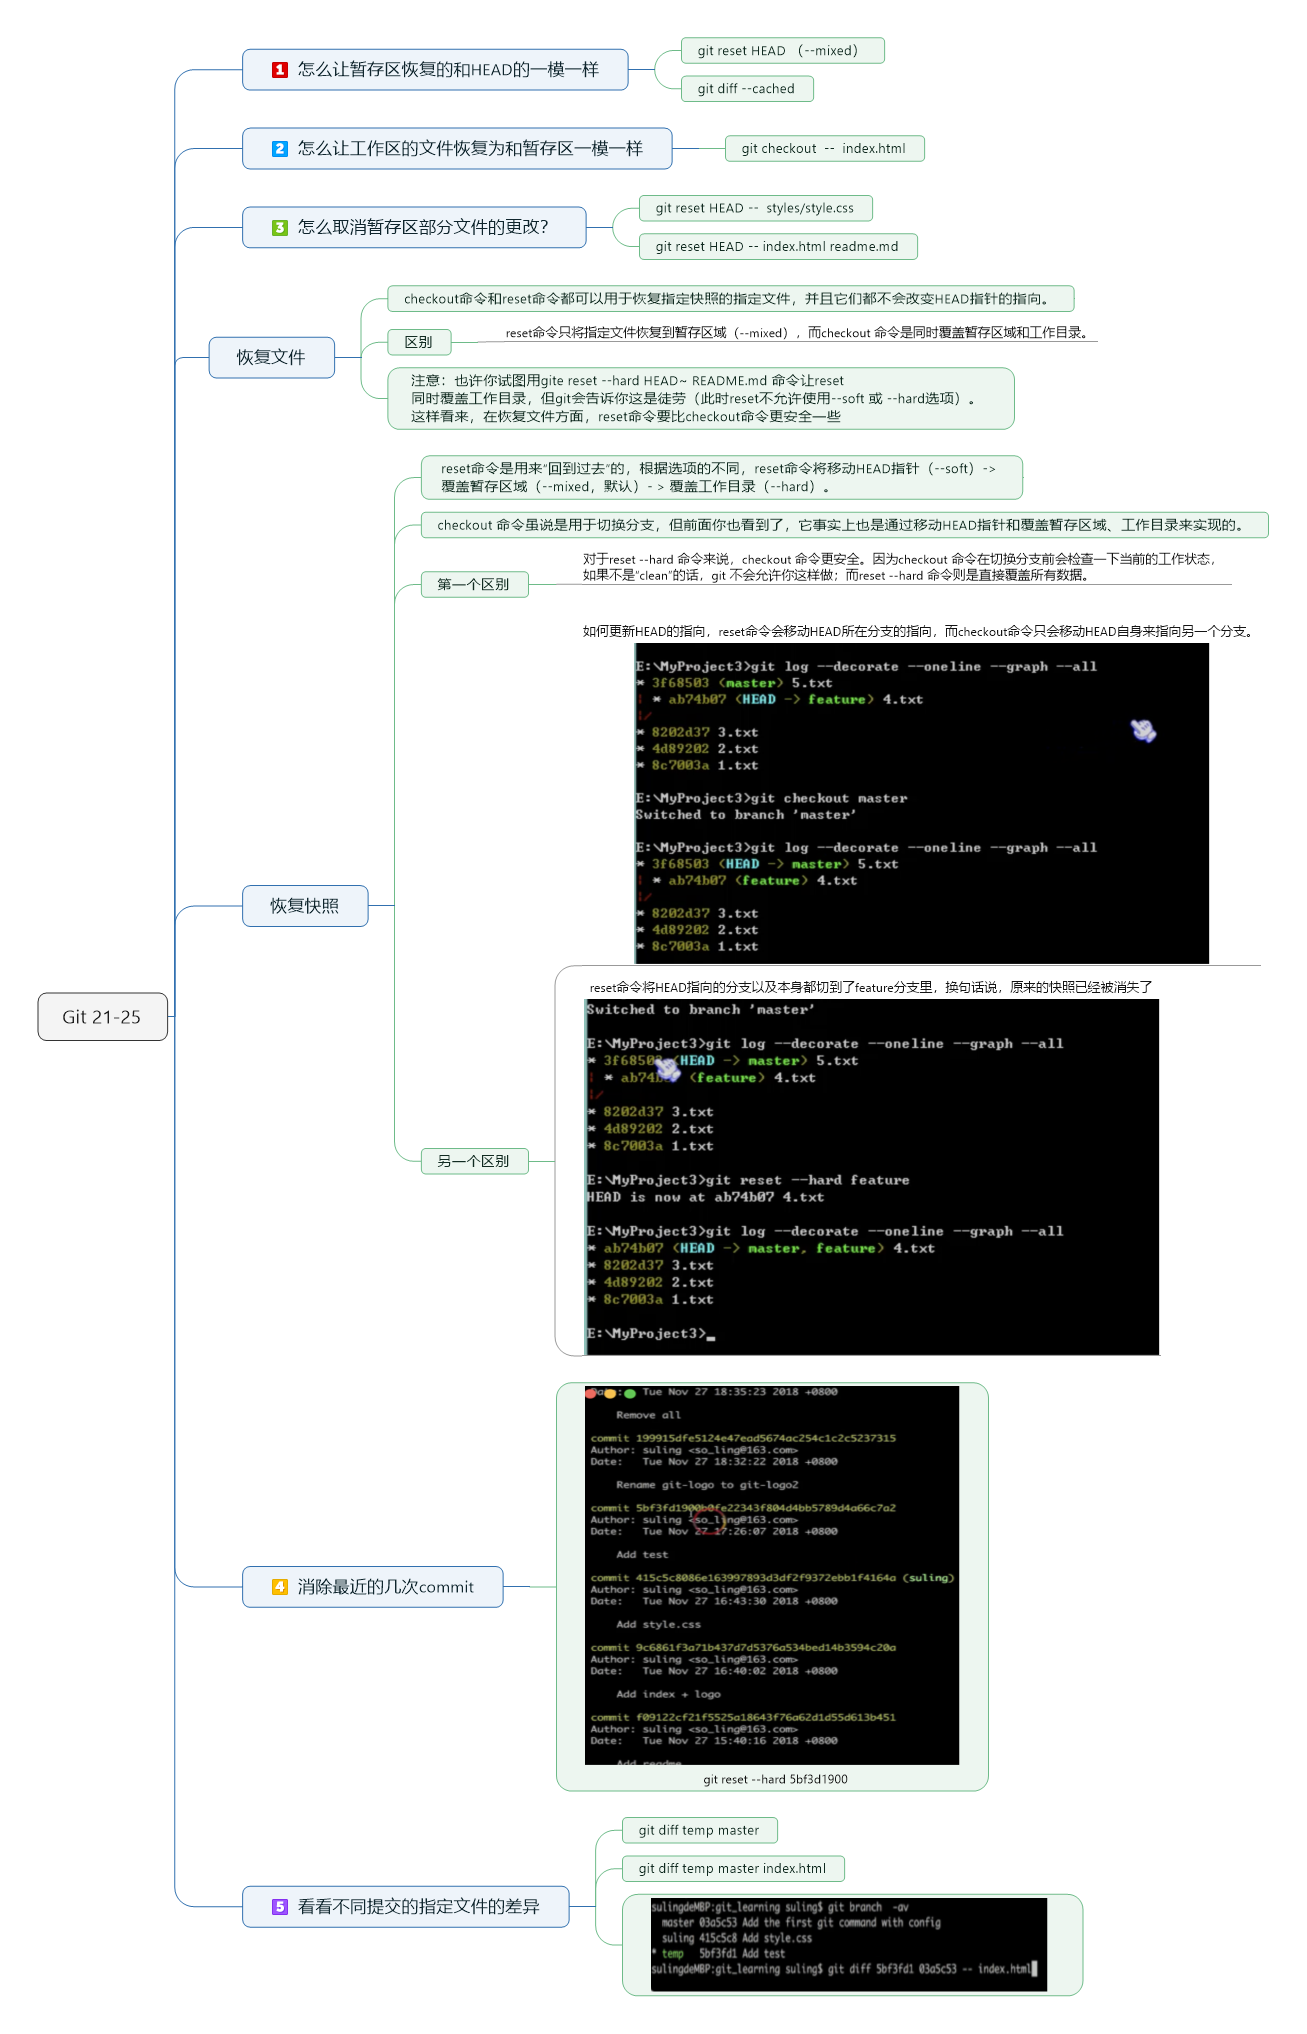 Git 21-25
1 怎么让暂存区恢复的和HEAD的一模一样
git reset HEAD （--mixed）
git diff --cached
2 怎么让工作区的文件恢复为和暂存区一模一样
git checkout -- index.html
3 怎么取消暂存区部分文件的更改？
git reset HEAD -- styles/style.css
git reset HEAD -- index.html readme.md
恢复文件
checkout命令和reset命令都可以用于恢复指定快照的指定文件，并且它们都不会改变HEAD指针的指向。
区别
reset命令只将指定文件恢复到暂存区域（--mixed），而checkout 命令是同时覆盖暂存区域和工作目录。
注意：也许你试图用gite reset --hard HEAD~ README.md 命令让reset
同时覆盖工作目录，但git会告诉你这是徒劳（此时reset不允许使用--soft 或 --hard选项）。
这样看来，在恢复文件方面，reset命令要比checkout命令更安全一些
恢复快照
reset命令是用来“回到过去”的，根据选项的不同，reset命令将移动HEAD指针（--soft）->
覆盖暂存区域（--mixed，默认）- > 覆盖工作目录（--hard）。
checkout 命令虽说是用于切换分支，但前面你也看到了，它事实上也是通过移动HEAD指针和覆盖暂存区域、工作目录来实现的。
第一个区别
对于reset --hard 命令来说，checkout 命令更安全。因为checkout 命令在切换分支前会检查一下当前的工作状态，
如果不是“clean”的话，git 不会允许你这样做；而reset --hard 命令则是直接覆盖所有数据。
另一个区别
如何更新HEAD的指向，reset命令会移动HEAD所在分支的指向，而checkout命令只会移动HEAD自身来指向另一个分支。
E:\MyProject3>git log --decorate --oneline --graph --all
* 3f68503 (master) 5.txt
| * ab74b07 (HEAD -> feature) 4.txt
|/
* 8202d37 3.txt
* 4d89202 2.txt
* 8c7003a 1.txt
E:\MyProject3>git checkout master
Switched to branch 'master'
E:\MyProject3>git log --decorate --oneline --graph --all
* 3f68503 (HEAD -> master) 5.txt
| * ab74b07 (feature) 4.txt
|/
* 8202d37 3.txt
* 4d89202 2.txt
* 8c7003a 1.txt
reset命令将HEAD指向的分支以及本身都切到了feature分支里，换句话说，原来的快照已经被消失了
Switched to branch 'master'
E:\MyProject3>git log --decorate --oneline --graph --all
* 3f6850 (HEAD -> master) 5.txt
| * ab74 (feature) 4.txt
|/
* 8202d37 3.txt
* 4d89202 2.txt
* 8c7003a 1.txt
E:\MyProject3>git reset --hard feature
HEAD is now at ab74b07 4.txt
E:\MyProject3>git log --decorate --oneline --graph --all
* ab74b07 (HEAD -> master, feature) 4.txt
* 8202d37 3.txt
* 4d89202 2.txt
* 8c7003a 1.txt
E:\MyProject3>_
4 消除最近的几次commit
Tue Nov 27 18:35:23 2018 +0800
Remove all
commit 199915dfe5124e47ead5674ac254c1c2c5237315
Author: suling <so_ling@163.com>
Date: Tue Nov 27 18:32:22 2018 +0800
Rename git-logo to git-logo2
commit 5bf3fd1900b0fe22343f804d4bb5789d4a66c7a2
Author: suling <so_ling@163.com>
Date: Tue Nov 27 17:26:07 2018 +0800
Add test
commit 415c5c8086e163997893d3df2f9372ebb1f4164a (suling)
Author: suling <so_ling@163.com>
Date: Tue Nov 27 16:43:30 2018 +0800
Add style.css
commit 9c6861f3a71b437d7d5376a534bed14b3594c20a
Author: suling <so_ling@163.com>
Date: Tue Nov 27 16:40:02 2018 +0800
Add index + logo
commit f09122cf21f5525a18643f76a62d1d55d613b451
Author: suling <so_ling@163.com>
Date: Tue Nov 27 15:40:16 2018 +0800
Add readme
git reset --hard 5bf3d1900
5 看看不同提交的指定文件的差异
git diff temp master
git diff temp master index.html
sulingdeMBP:git_learning suling$ git branch -av
master 03a5c53 Add the first git command with config
suling 415c5c8 Add style.css
* temp 5bf3fd1 Add test
sulingdeMBP:git_learning suling$ git diff 5bf3fd1 03a5c53 -- index.html